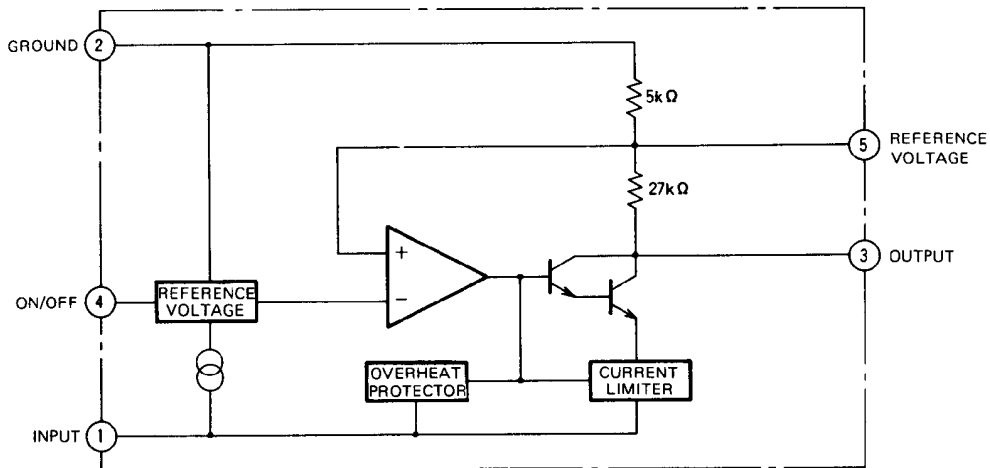 GROUND 2
5kΩ
5 REFERENCE
VOLTAGE
27kΩ
+
3 OUTPUT
−
ON/OFF 4
REFERENCE
VOLTAGE
OVERHEAT
PROTECTOR
CURRENT
LIMITER
INPUT 1